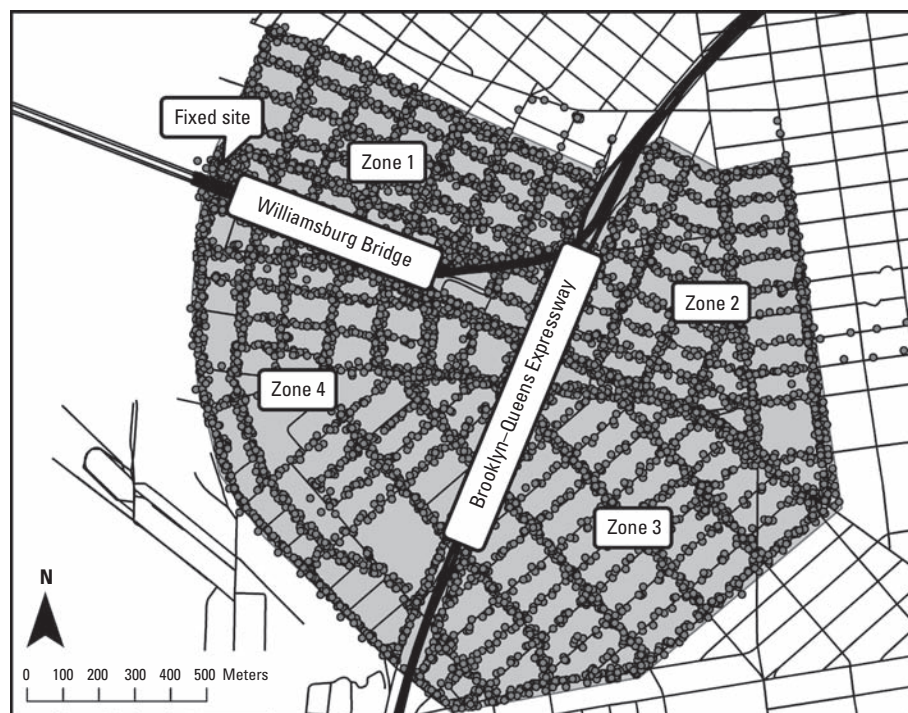 Fixed site
Zone 1
Williamsburg Bridge
Zone 2
Zone 4
Brooklyn–Queens Expressway
Zone 3
N
0 100 200 300 400 500 Meters